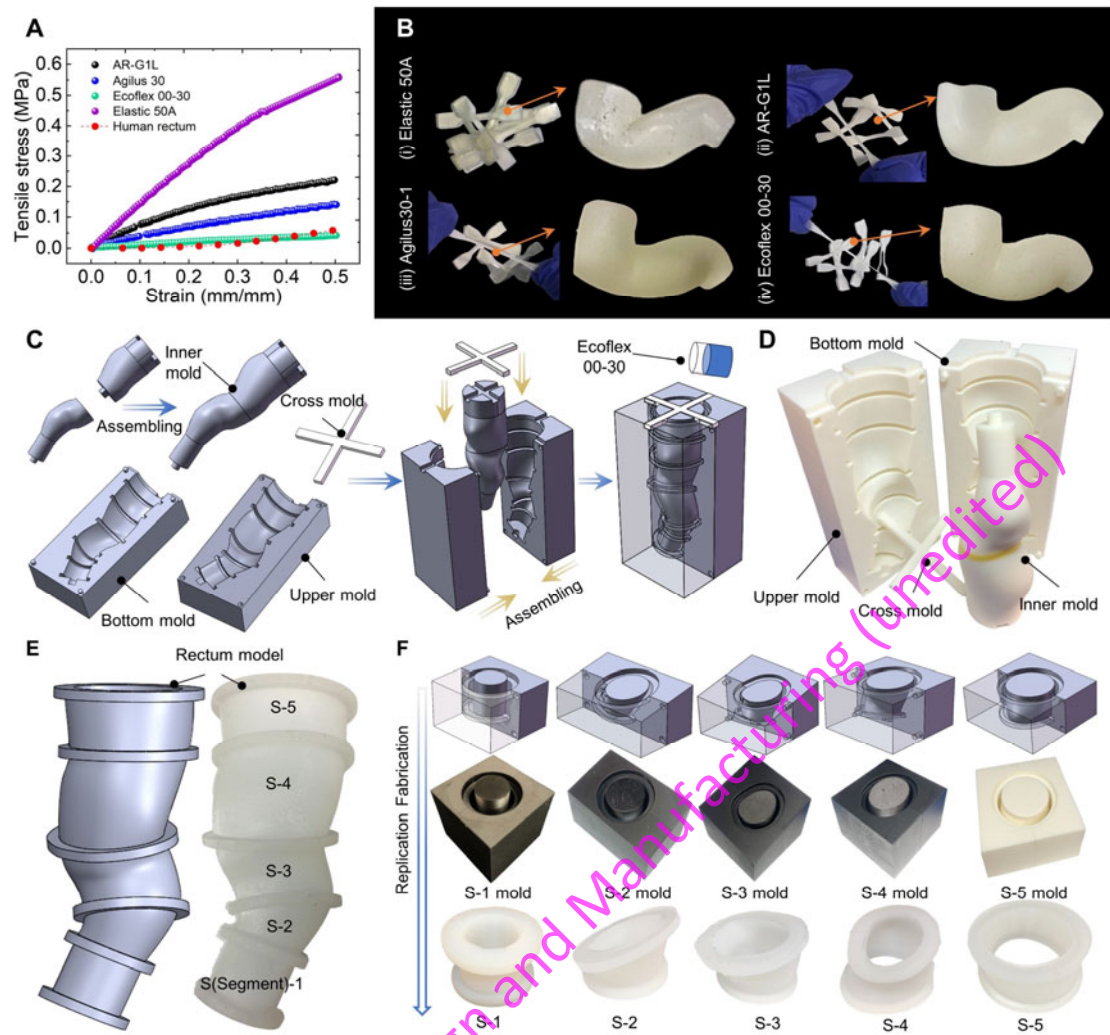 A
Tensile stress (MPa)
0.6
0.5
0.4
0.3
0.2
0.1
0.0
AR-G1L
Agilus 30
Ecoflex 00-30
Elastic 50A
Human rectum
0.0 0.1 0.2 0.3 0.4 0.5
Strain (mm/mm)
B
(i) Elastic 50A
(ii) AR-G1L
(iii) Agilus30-1
(iv) Ecoflex 00-30
C
Inner
mold
Assembling
Cross mold
Bottom mold
Upper mold
Assembling
Ecoflex
00-30
D
Bottom mold
Upper mold
Cross mold
Inner mold
E
Rectum model
S-5
S-4
S-3
S-2
S(Segment)-1
F
Replication Fabrication
S-1 mold S-2 mold S-3 mold S-4 mold S-5 mold
S-1 S-2 S-3 S-4 S-5
and Manufacturing (unedited)